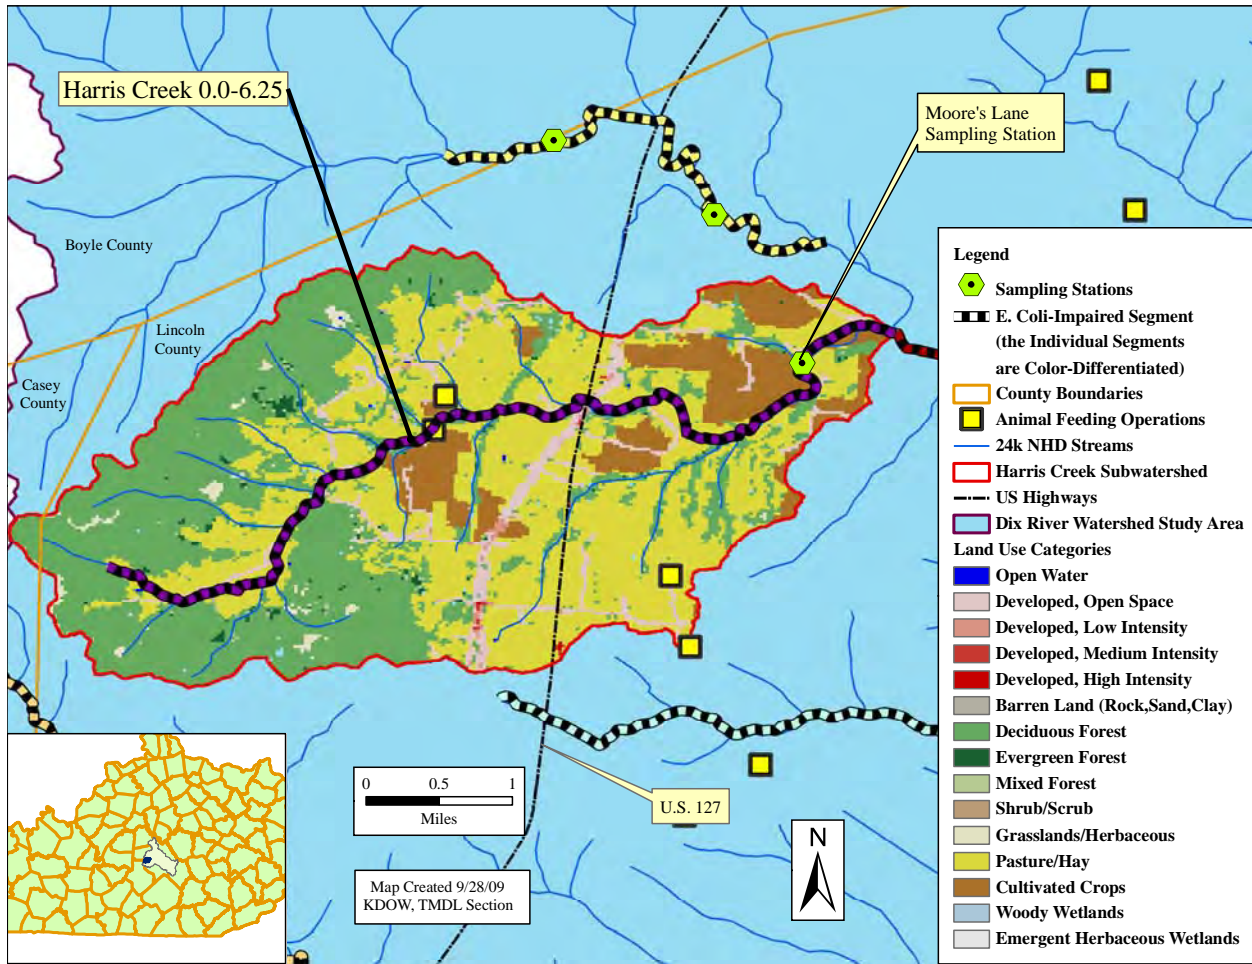 Harris Creek 0.0-6.25
Moore's Lane
Sampling Station
Boyle County
Lincoln
County
Casey
County
U.S. 127
0 0.5 1
Miles
Map Created 9/28/09
KDOW, TMDL Section
N
Legend
Sampling Stations
E. Coli-Impaired Segment
(the Individual Segments
are Color-Differentiated)
County Boundaries
Animal Feeding Operations
24k NHD Streams
Harris Creek Subwatershed
US Highways
Dix River Watershed Study Area
Land Use Categories
Open Water
Developed, Open Space
Developed, Low Intensity
Developed, Medium Intensity
Developed, High Intensity
Barren Land (Rock,Sand,Clay)
Deciduous Forest
Evergreen Forest
Mixed Forest
Shrub/Scrub
Grasslands/Herbaceous
Pasture/Hay
Cultivated Crops
Woody Wetlands
Emergent Herbaceous Wetlands